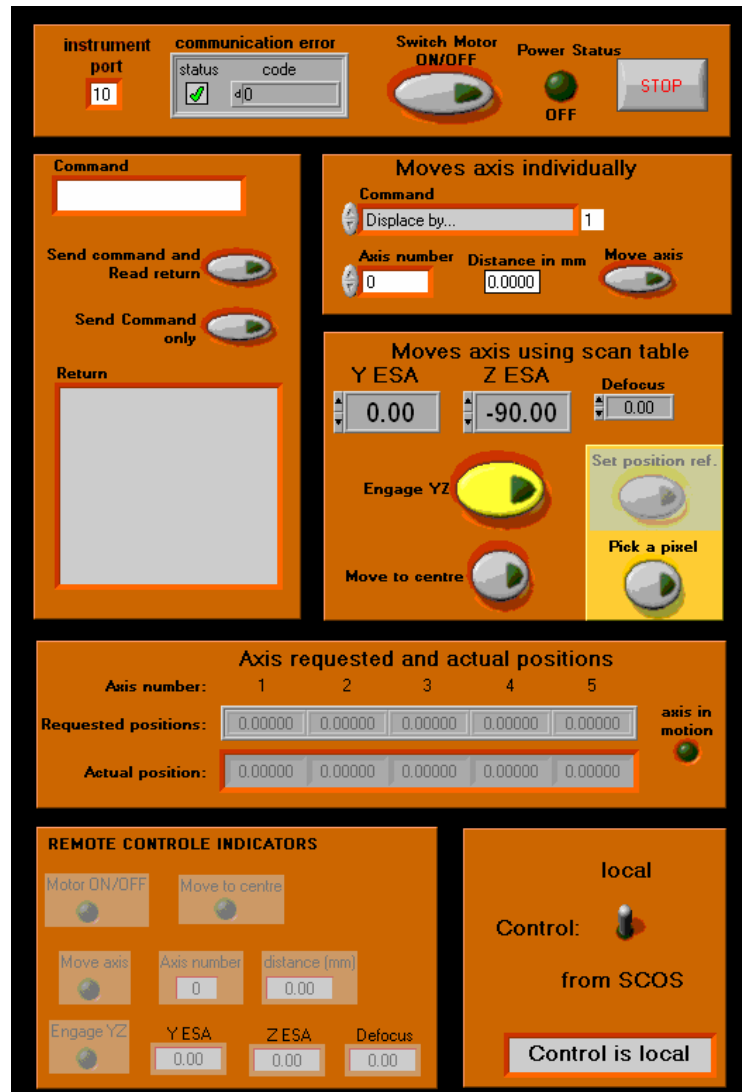 instrument
port
10
communication error
status code
d 0
Switch Motor
ON/OFF
Power Status
OFF
STOP
Command
Send command and
Read return
Send Command
only
Return
Moves axis individually
Command
Displace by... 1
Axis number Distance in mm Move axis
0 0.0000
Moves axis using scan table
Y ESA Z ESA Defocus
0.00 -90.00 0.00
Engage YZ
Set position ref.
Move to centre
Pick a pixel
Axis requested and actual positions
Axis number: 1 2 3 4 5
Requested positions: 0.00000 0.00000 0.00000 0.00000 0.00000
axis in
motion
Actual position: 0.00000 0.00000 0.00000 0.00000 0.00000
REMOTE CONTROLE INDICATORS
Motor ON/OFF Move to centre
Move axis Axis number distance (mm)
0 0.00
Engage YZ Y ESA Z ESA Defocus
0.00 0.00 0.00
local
Control:
from SCOS
Control is local